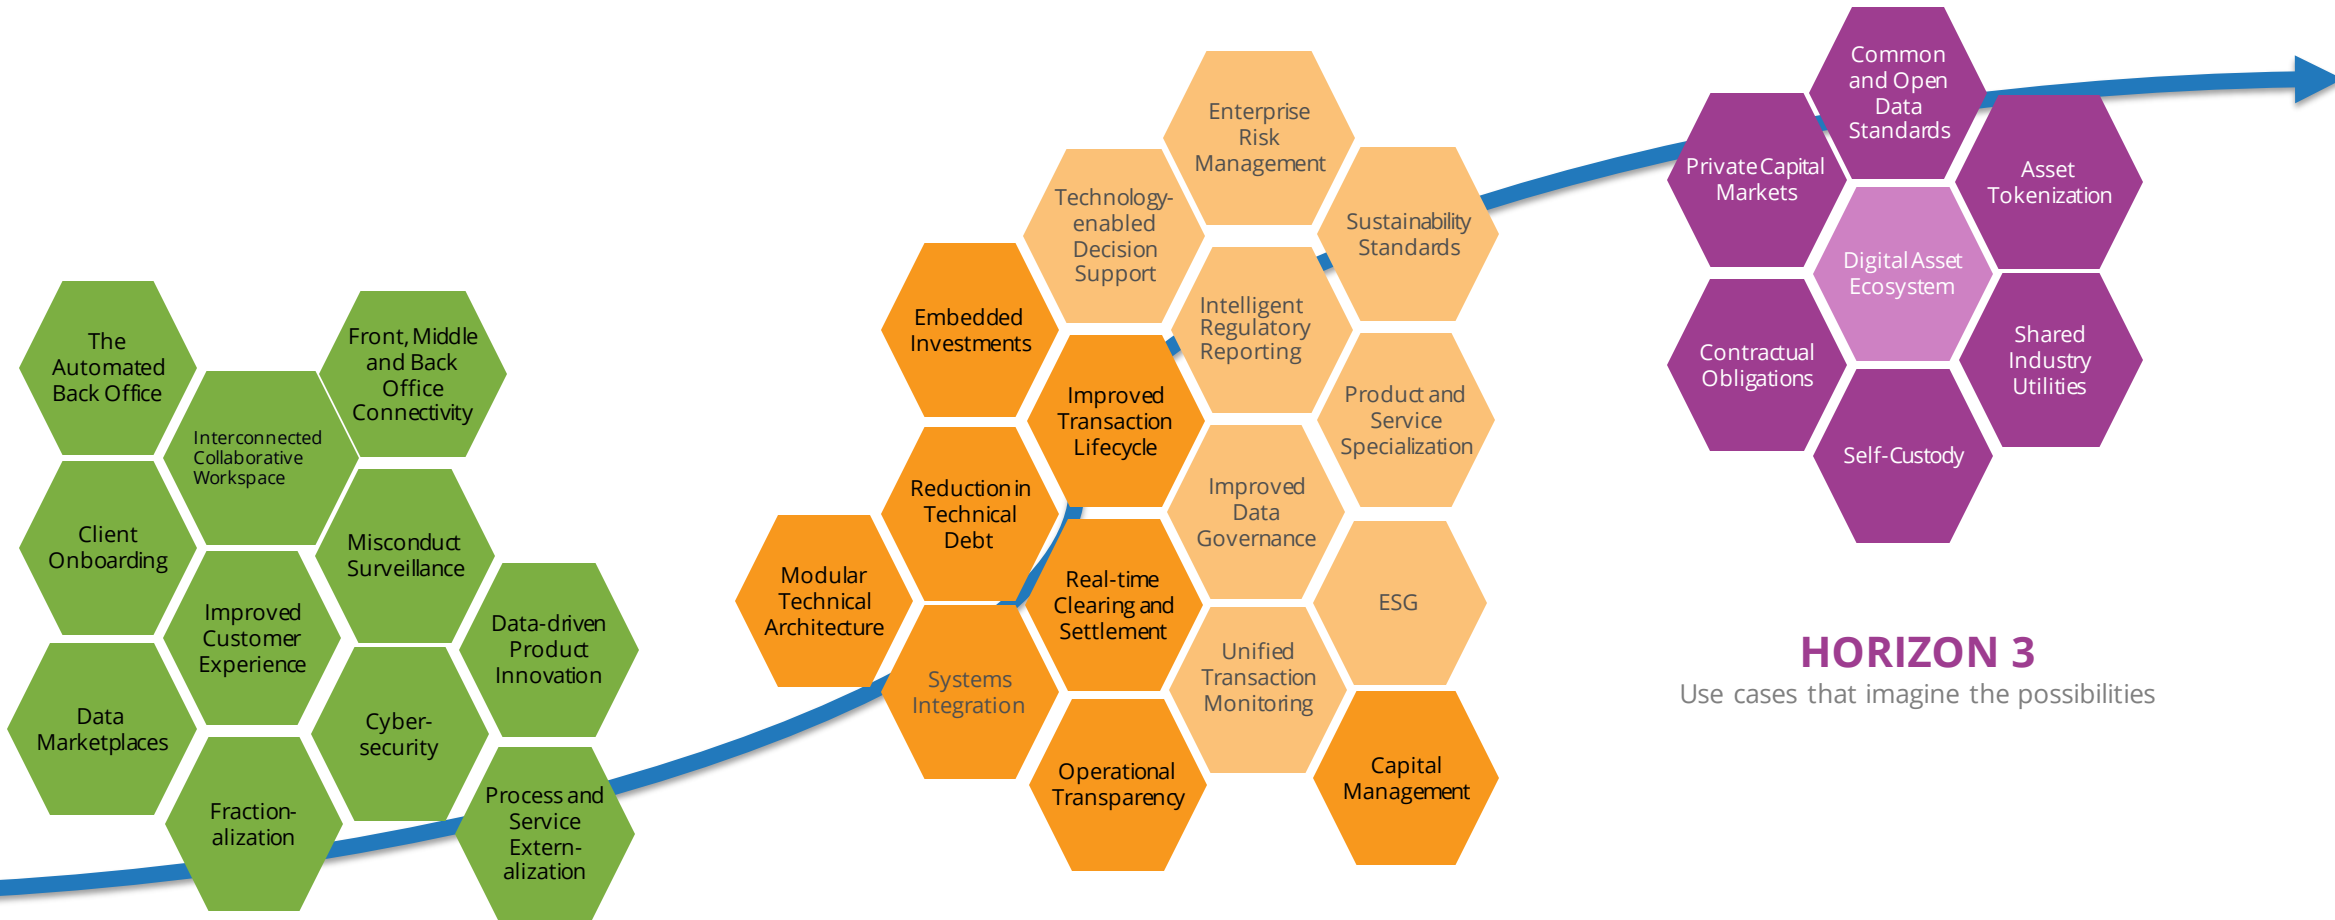 The
Automated
Back Office
Front, Middle
and Back
Office
Connectivity
Interconnected
Collaborative
Workspace
Client
Onboarding
Misconduct
Surveillance
Improved
Customer
Experience
Data-driven
Product
Innovation
Data
Marketplaces
Cyber-
security
Fraction-
alization
Process and
Service
Extern-
alization
Enterprise
Risk
Management
Technology-
enabled
Decision
Support
Sustainability
Standards
Embedded
Investments
Intelligent
Regulatory
Reporting
Improved
Transaction
Lifecycle
Product and
Service
Specialization
Reduction in
Technical
Debt
Improved
Data
Governance
Modular
Technical
Architecture
Real-time
Clearing and
Settlement
ESG
Systems
Integration
Unified
Transaction
Monitoring
Operational
Transparency
Capital
Management
Common
and Open
Data
Standards
Private Capital
Markets
Asset
Tokenization
Digital Asset
Ecosystem
Contractual
Obligations
Shared
Industry
Utilities
Self-Custody
HORIZON 3
Use cases that imagine the possibilities